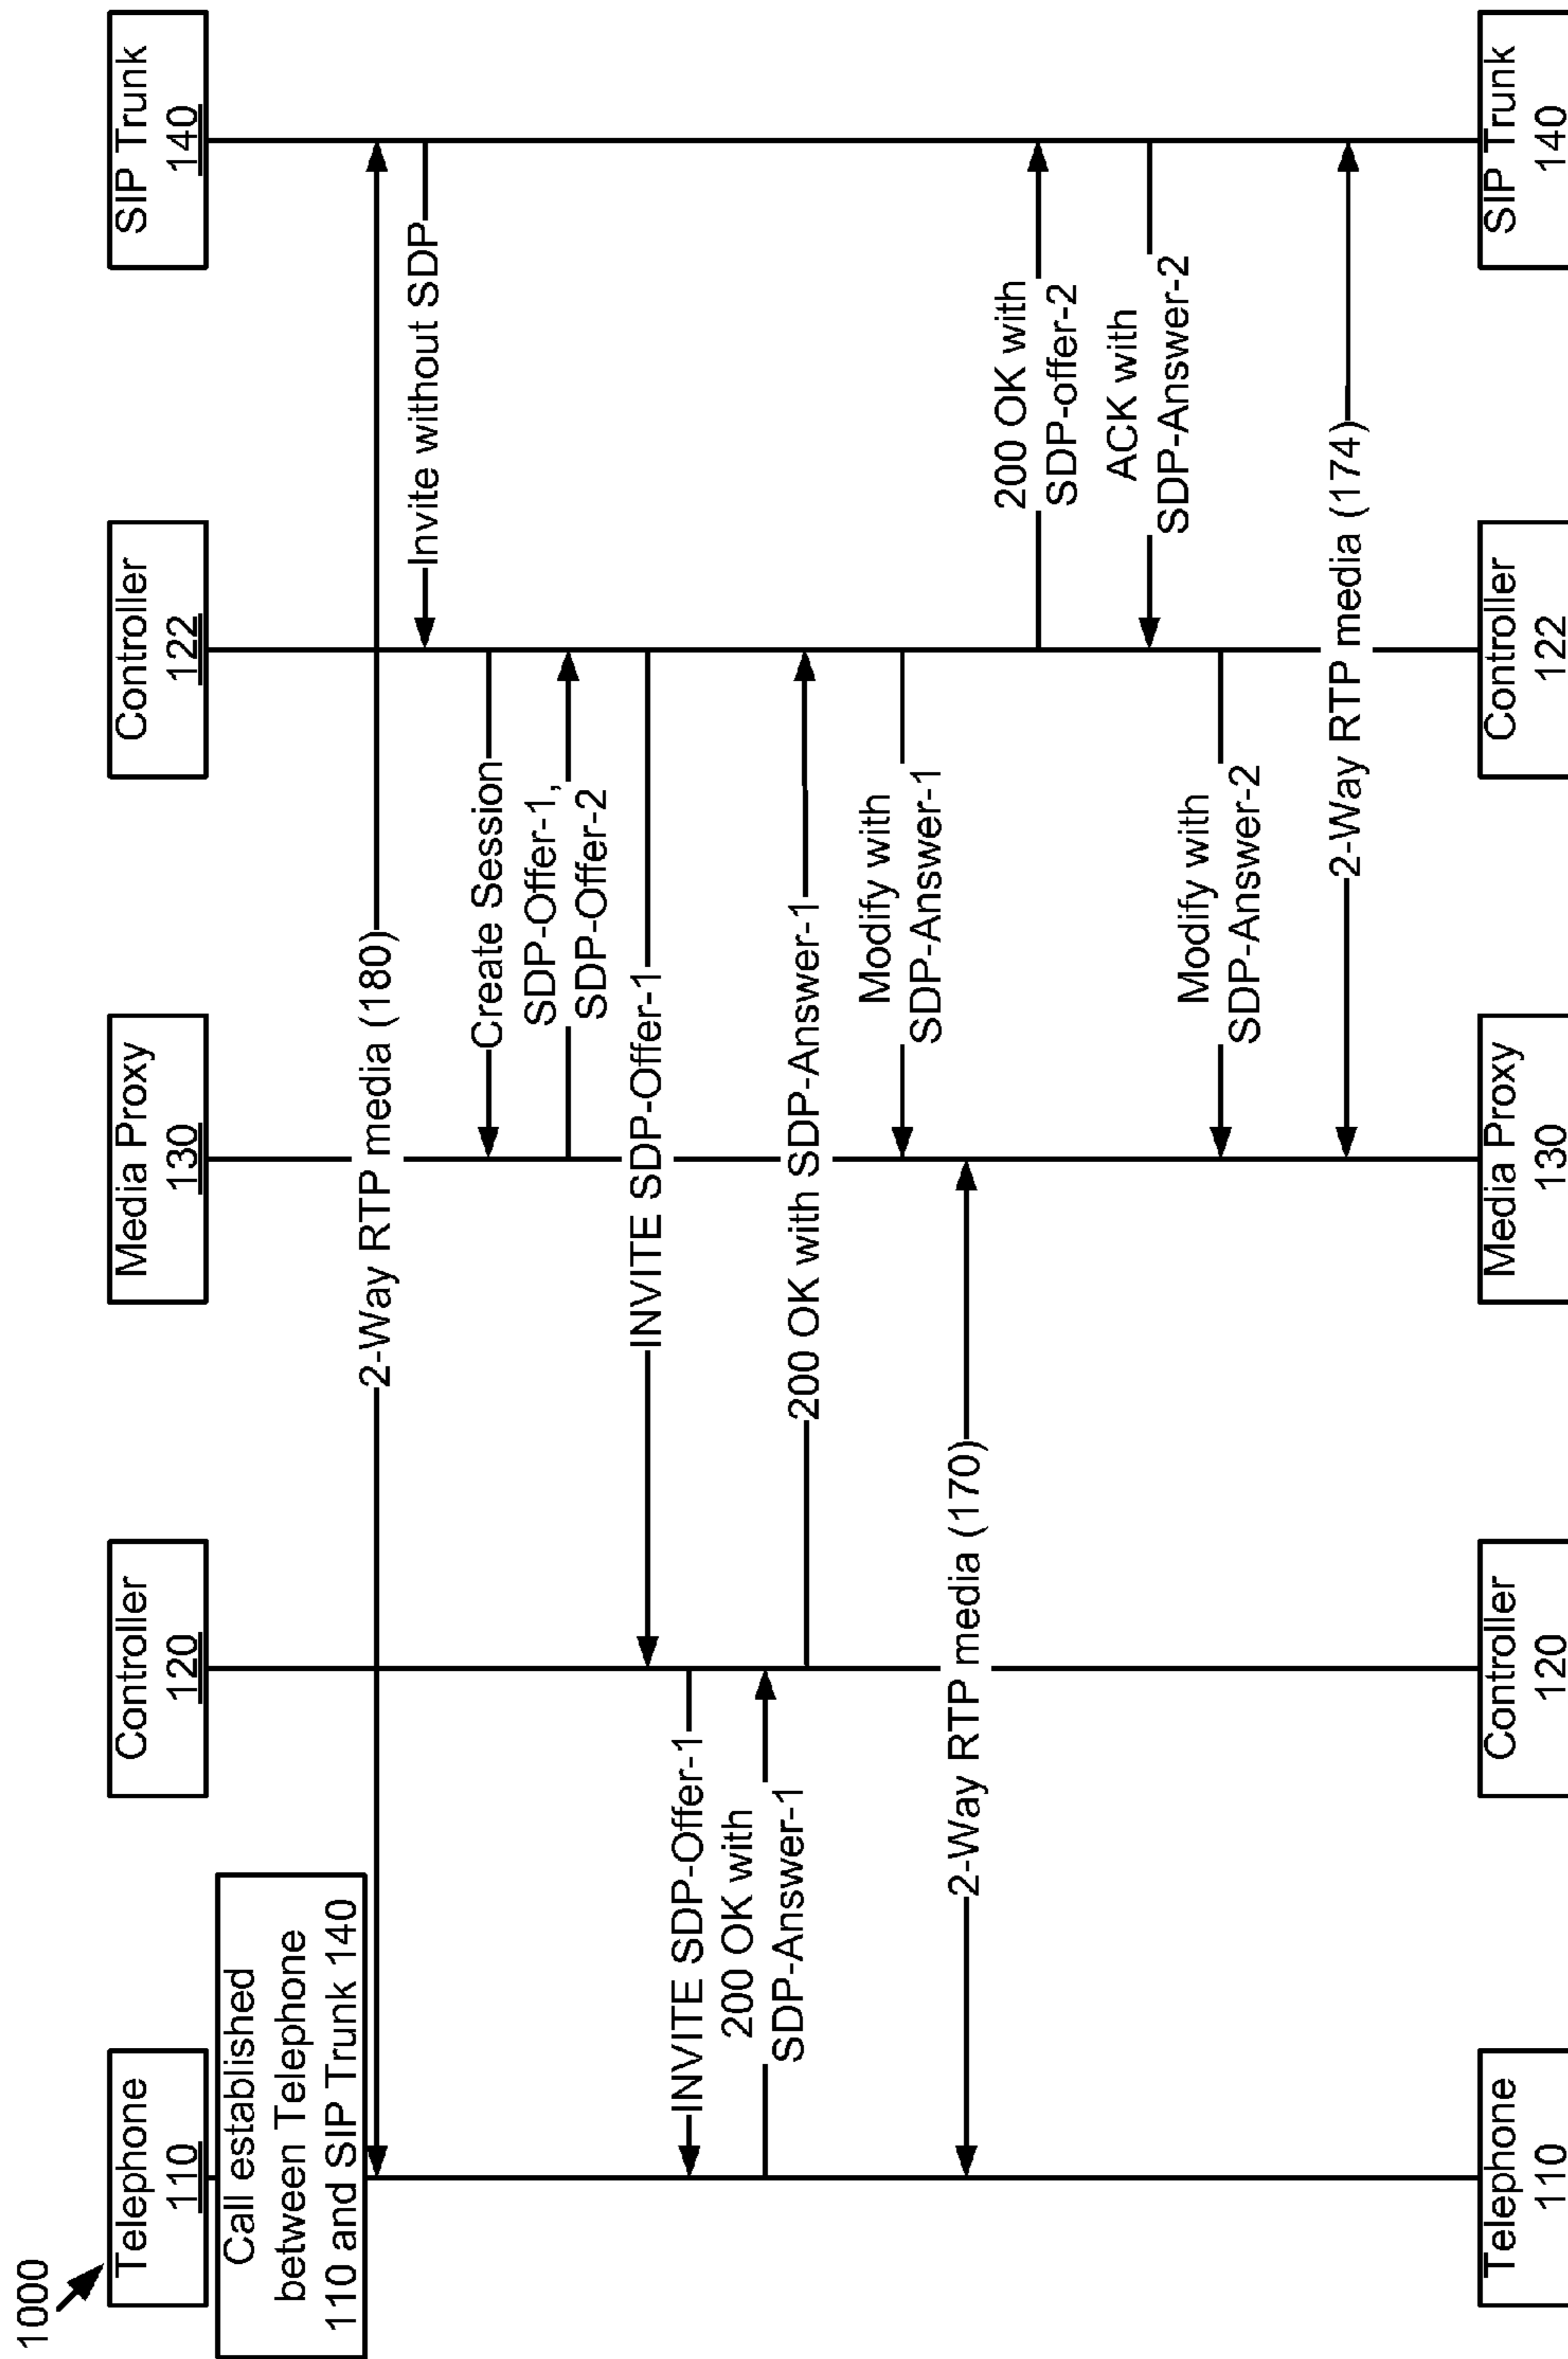 1000
Telephone
110
Controller
120
Media Proxy
130
Controller
122
SIP Trunk
140
Call established
between Telephone
110 and SIP Trunk 140
2-Way RTP media (180)
Invite without SDP
Create Session
SDP-Offer-1,
SDP-Offer-2
INVITE SDP-Offer-1
INVITE SDP-Offer-1
200 OK with
SDP-Answer-1
200 OK with SDP-Answer-1
Modify with
SDP-Answer-1
2-Way RTP media (170)
200 OK with
SDP-offer-2
ACK with
SDP-Answer-2
Modify with
SDP-Answer-2
2-Way RTP media (174)
Telephone
110
Controller
120
Media Proxy
130
Controller
122
SIP Trunk
140